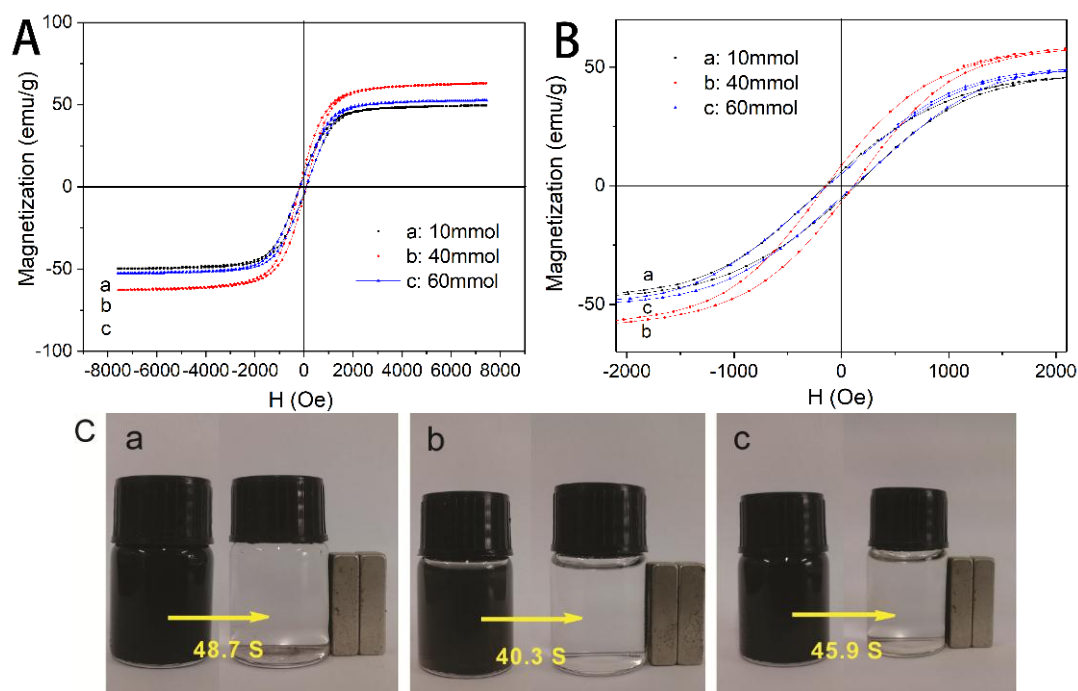 A
Magnetization (emu/g)
100
50
0
-50
-100
a: 10mmol
b: 40mmol
c: 60mmol
a
b
c
-8000 -6000 -4000 -2000 0 2000 4000 6000 8000
H (Oe)
B
Magnetization (emu/g)
50
0
-50
a: 10mmol
b: 40mmol
c: 60mmol
a
c
b
-2000 -1000 0 1000 2000
H (Oe)
C
a
48.7 S
b
40.3 S
c
45.9 S